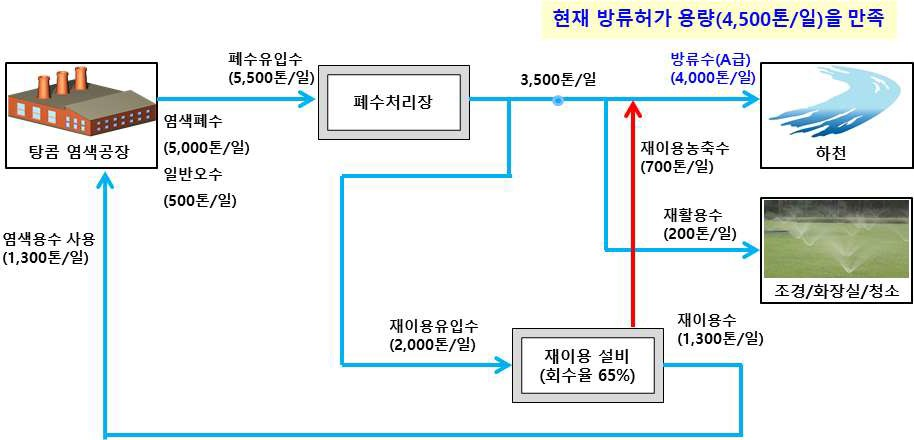 현재 방류허가 용량(4,500톤/일)을 만족
폐수유입수
(5,500톤/일)
3,500톤/일
방류수(A급)
(4,000톤/일)
폐수처리장
염색폐수
(5,000톤/일)
탕콤 염색공장
일반오수
(500톤/일)
재이용농축수
(700톤/일)
하천
염색용수 사용
(1,300톤/일)
재활용수
(200톤/일)
조경/화장실/청소
재이용유입수
(2,000톤/일)
재이용수
(1,300톤/일)
재이용 설비
(회수율 65%)